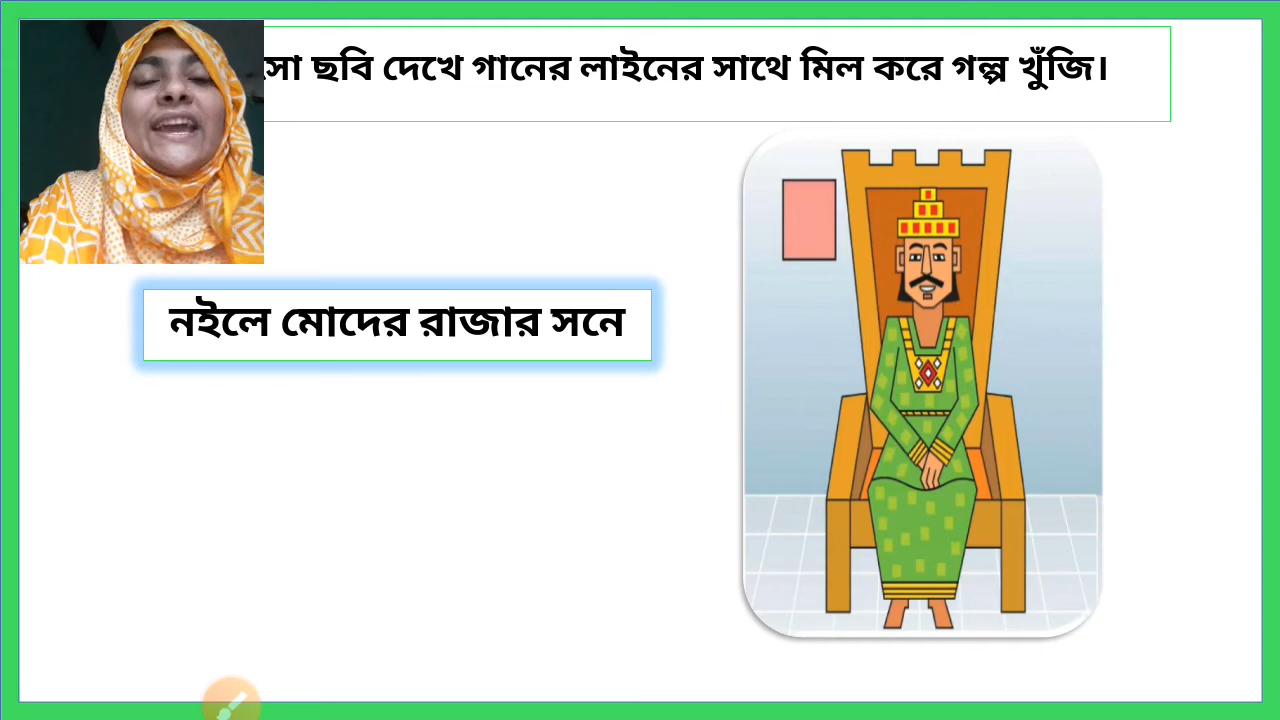 ছবি দেখে গানের লাইনের সাথে মিল করে গল্প খুঁজি।
নইলে মোদের রাজার সনে